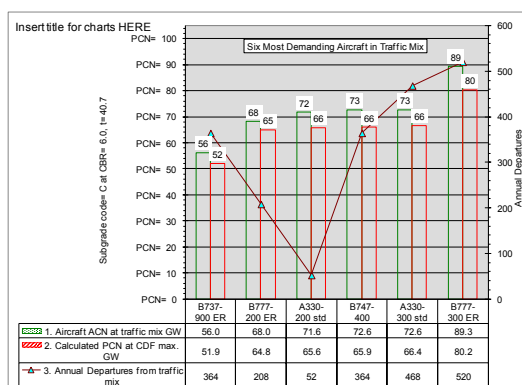 Insert title for charts HERE
Six Most Demanding Aircraft in Traffic Mix
Subgrade code= C at CBR= 6.0, t= 40.7
PCN= 100
PCN= 90
PCN= 80
PCN= 70
PCN= 60
PCN= 50
PCN= 40
PCN= 30
PCN= 20
PCN= 10
PCN= 0
56 52
68 65
72 66
73 66
73 66
89 80
600
500
400
300
200
100
0
Annual Departures
B737- B777- A330- B747- A330- B777-
900 ER 200 ER 200 std 400 300 std 300 ER
1. Aircraft ACN at traffic mix GW 56.0 68.0 71.6 72.6 72.6 89.3
2. Calculated PCN at CDF max. GW 51.9 64.8 65.6 65.9 66.4 80.2
3. Annual Departures from traffic mix 364 208 52 364 468 520